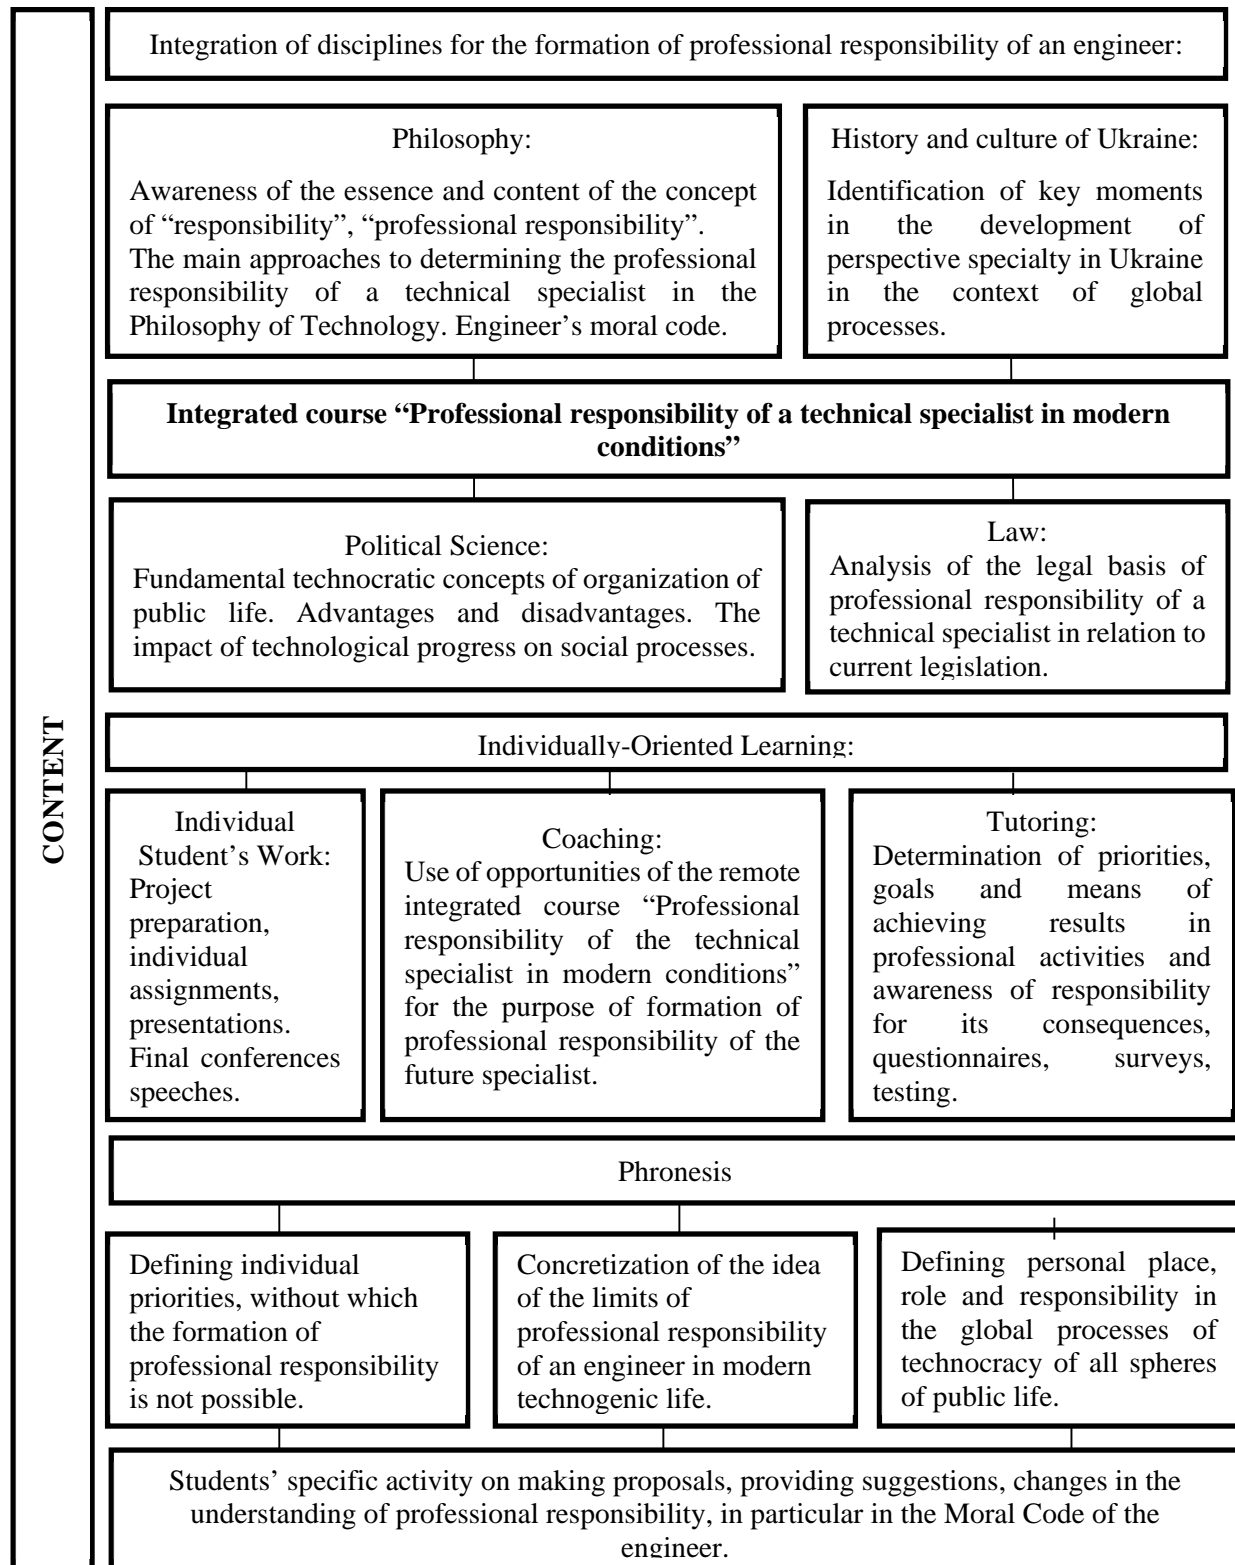 Integration of disciplines for the formation of professional responsibility of an engineer:
Philosophy:
Awareness of the essence and content of the concept
of “responsibility”, “professional responsibility”.
The main approaches to determining the professional
responsibility of a technical specialist in the
Philosophy of Technology. Engineer’s moral code.
History and culture of Ukraine:
Identification of key moments
in the development of
perspective specialty in Ukraine
in the context of global
processes.
Integrated course “Professional responsibility of a technical specialist in modern
conditions”
Political Science:
Fundamental technocratic concepts of organization of
public life. Advantages and disadvantages. The
impact of technological progress on social processes.
Law:
Analysis of the legal basis of
professional responsibility of a
technical specialist in relation to
current legislation.
CONTENT
Individually-Oriented Learning:
Individual
Student’s Work:
Project
preparation,
individual
assignments,
presentations.
Final conferences
speeches.
Coaching:
Use of opportunities of the remote
integrated course “Professional
responsibility of the technical
specialist in modern conditions”
for the purpose of formation of
professional responsibility of the
future specialist.
Tutoring:
Determination of priorities,
goals and means of
achieving results in
professional activities and
awareness of responsibility
for its consequences,
questionnaires, surveys,
testing.
Phronesis
Defining individual
priorities, without which
the formation of
professional responsibility
is not possible.
Concretization of the idea
of the limits of
professional responsibility
of an engineer in modern
technogenic life.
Defining personal place,
role and responsibility in
the global processes of
technocracy of all spheres
of public life.
Students’ specific activity on making proposals, providing suggestions, changes in the
understanding of professional responsibility, in particular in the Moral Code of the
engineer.